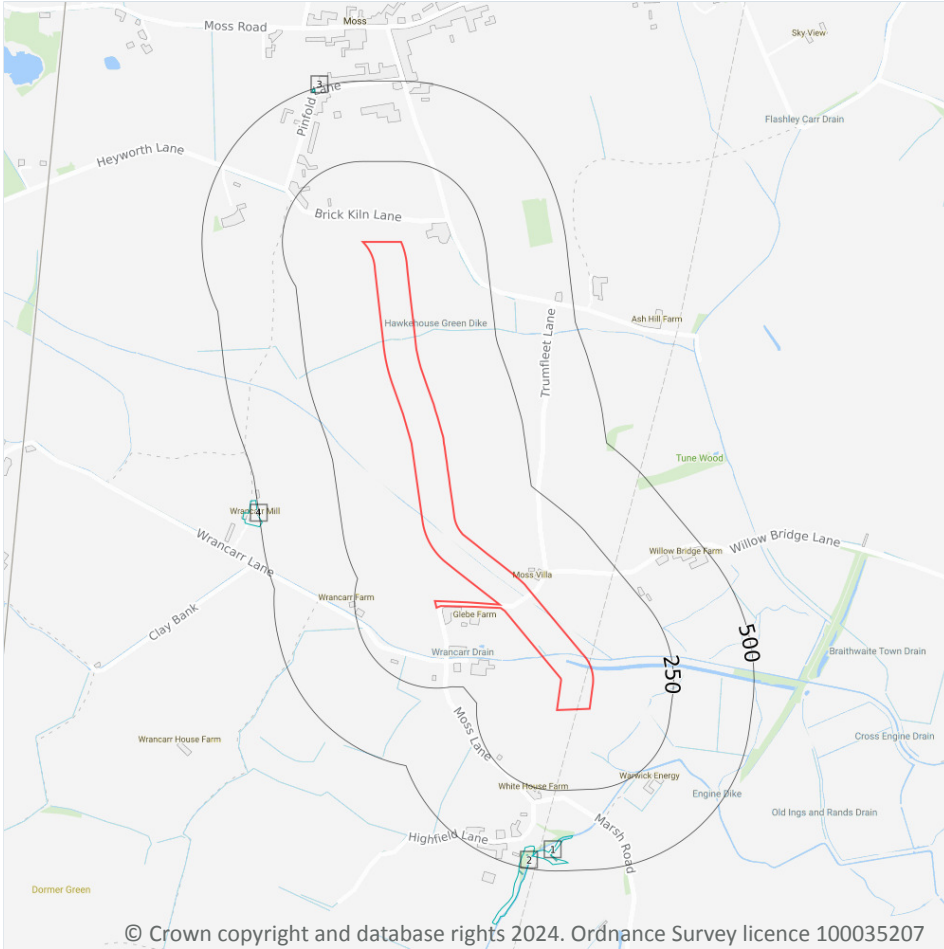 Moss Road
Moss
Sky View
3
Pinfold Lane
Flashley Carr Drain
Heyworth Lane
Brick Kiln Lane
Hawkehouse Green Dike
Ash Hill Farm
Trumfleet Lane
Tune Wood
Wrancarr Mill
4
Wrancarr Lane
Willow Bridge Lane
Willow Bridge Farm
Moss Villa
Wrancarr Farm
Glebe Farm
Clay Bank
500
250
Wrancarr Drain
Braithwaite Town Drain
Moss Lane
Wrancarr House Farm
Cross Engine Drain
Warwick Energy
White House Farm
Engine Dike
Old Ings and Rands Drain
Marsh Road
Highfield Lane
1
2
Dormer Green
© Crown copyright and database rights 2024. Ordnance Survey licence 100035207